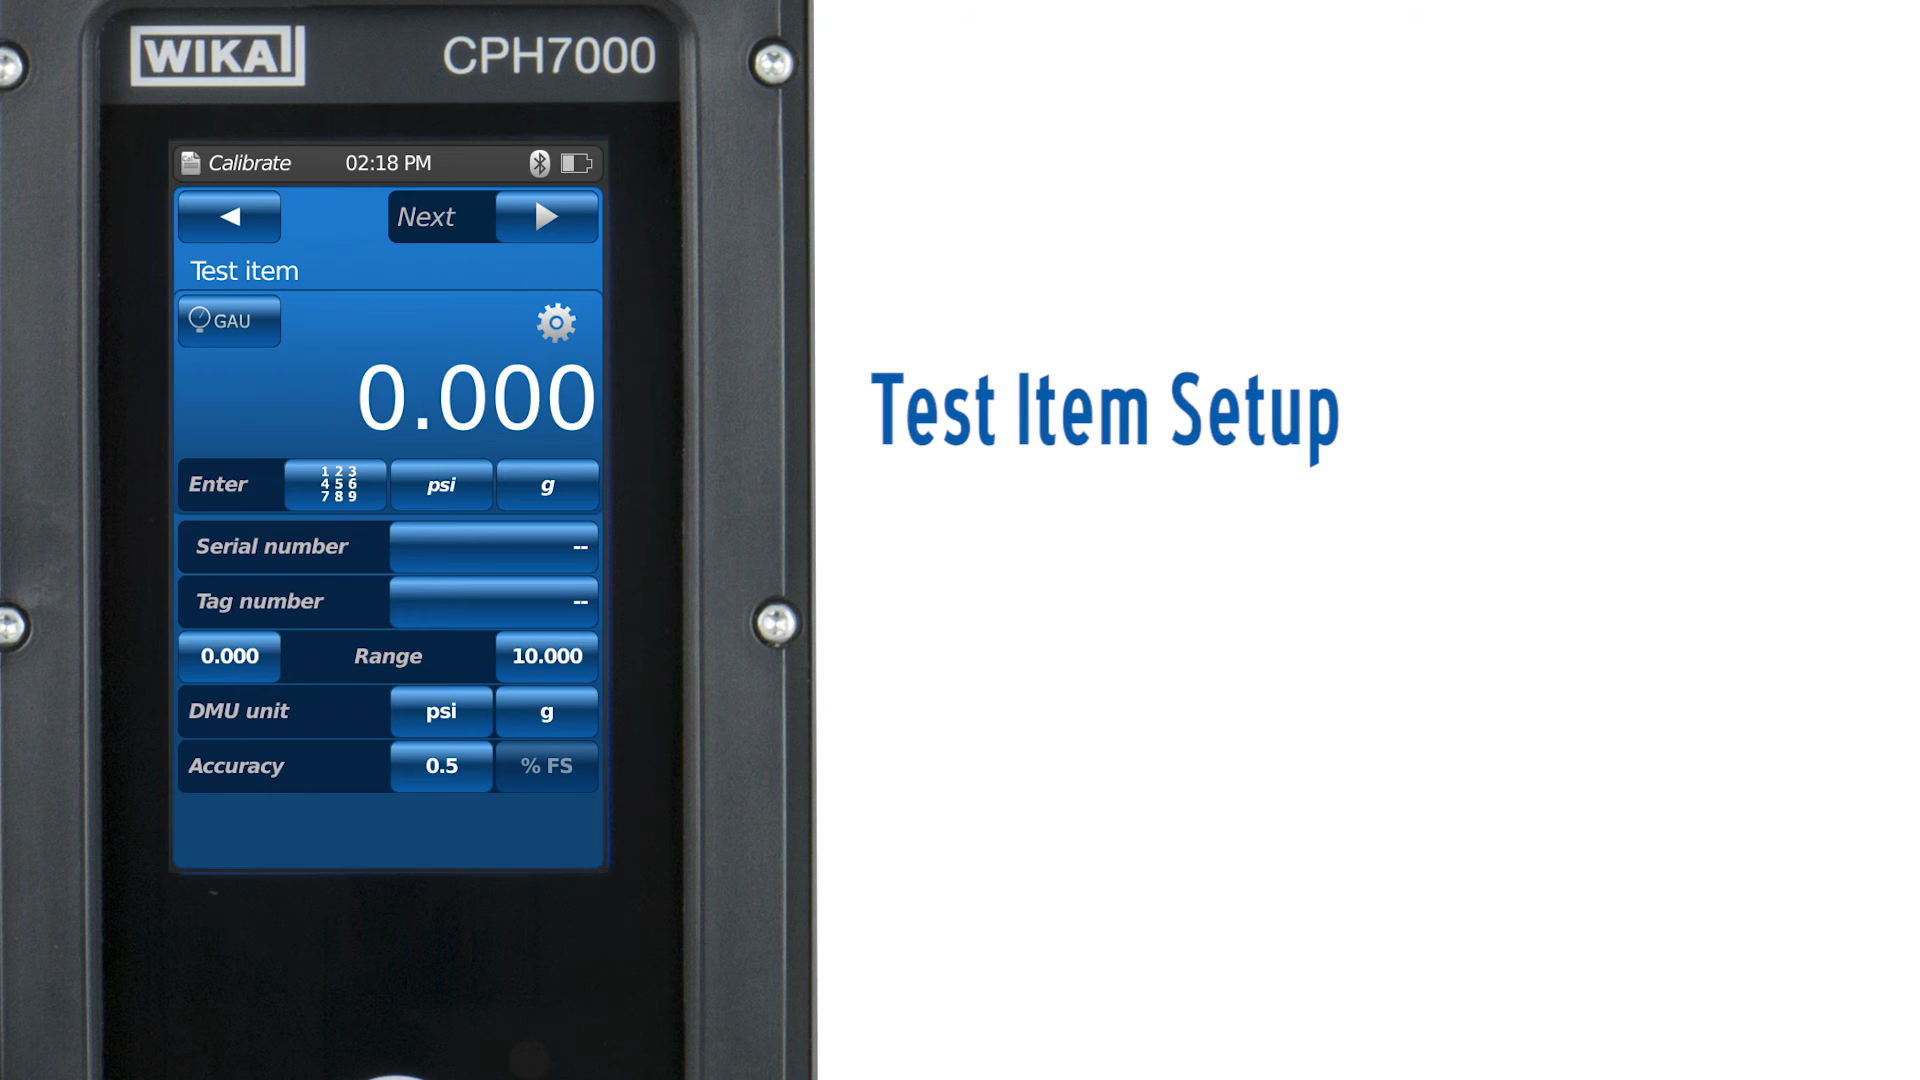 WIKA
CPH7000
Calibrate 02:18 PM
Next
Test item
GAU
0.000
Enter 1 2 3 4 5 6 7 8 9 psi g
Serial number --
Tag number --
0.000 Range 10.000
DMU unit psi g
Accuracy 0.5 % FS
Test Item Setup